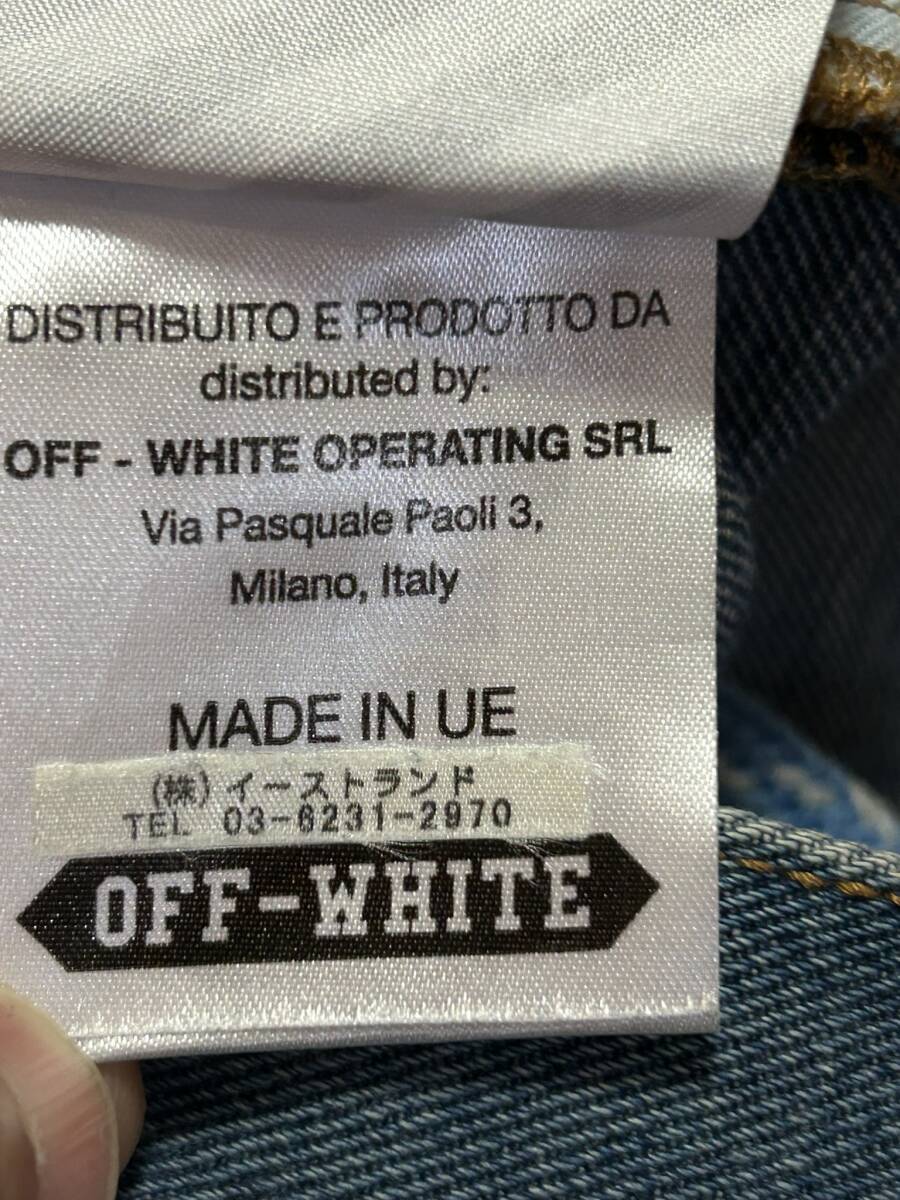 DISTRIBUITO E PRODOTTO DA
distributed by:
OFF - WHITE OPERATING SRL
Via Pasquale Paoli 3,
Milano, Italy
MADE IN UE
(株)イーストランド
TEL 03-6231-2970
OFF-WHITE